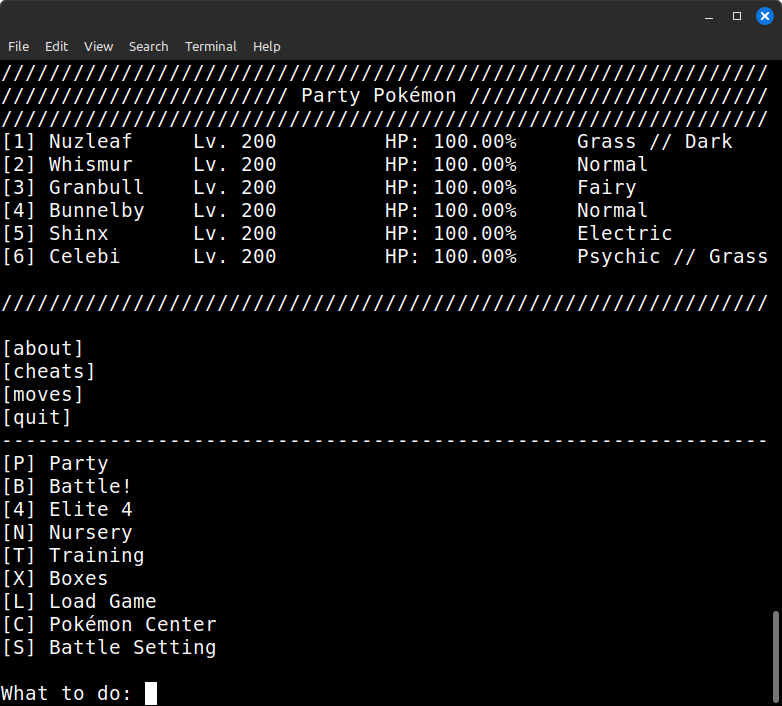 File Edit View Search Terminal Help
////////////////////////////////////////////////////////////////
//////////////////////// Party Pokémon /////////////////////////
////////////////////////////////////////////////////////////////
[1] Nuzleaf     Lv. 200         HP: 100.00%     Grass // Dark
[2] Whismur     Lv. 200         HP: 100.00%     Normal
[3] Granbull    Lv. 200         HP: 100.00%     Fairy
[4] Bunnelby    Lv. 200         HP: 100.00%     Normal
[5] Shinx       Lv. 200         HP: 100.00%     Electric
[6] Celebi      Lv. 200         HP: 100.00%     Psychic // Grass
////////////////////////////////////////////////////////////////
[about]
[cheats]
[moves]
[quit]
----------------------------------------------------------------
[P] Party
[B] Battle!
[4] Elite 4
[N] Nursery
[T] Training
[X] Boxes
[L] Load Game
[C] Pokémon Center
[S] Battle Setting
What to do: